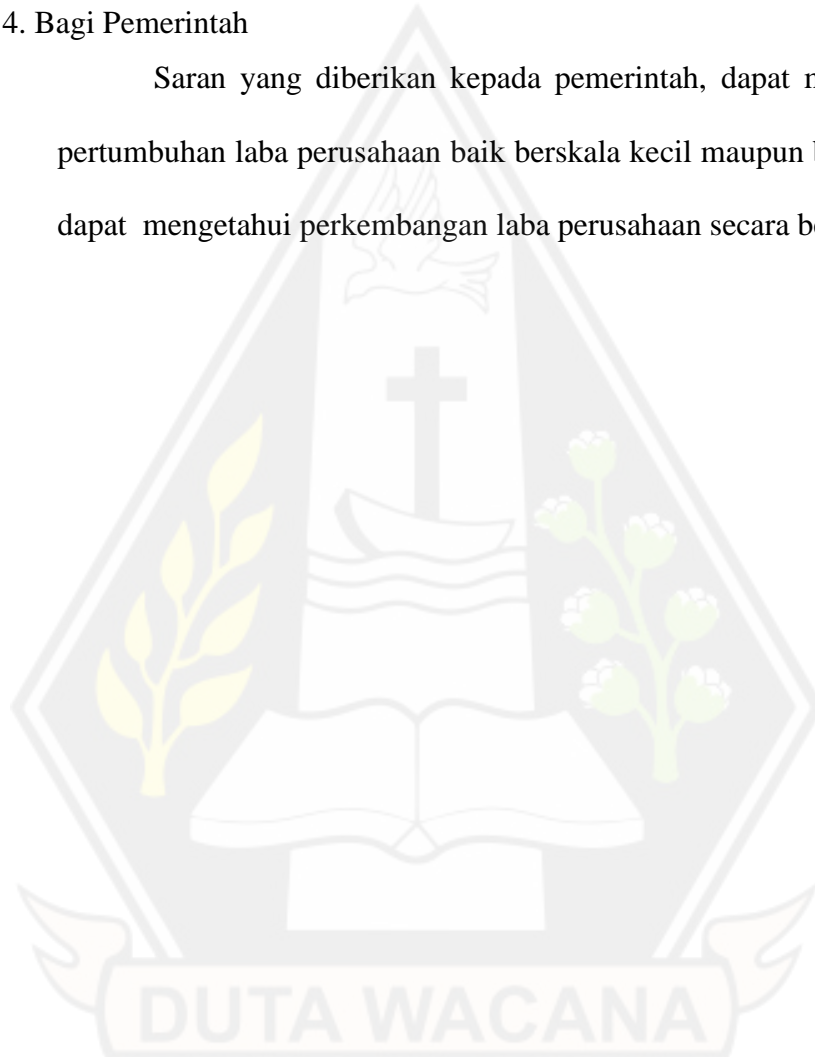 4. Bagi Pemerintah
Saran yang diberikan kepada pemerintah, dapat
pertumbuhan laba perusahaan baik berskala kecil maupun
dapat mengetahui perkembangan laba perusahaan secara
DUTA WACANA